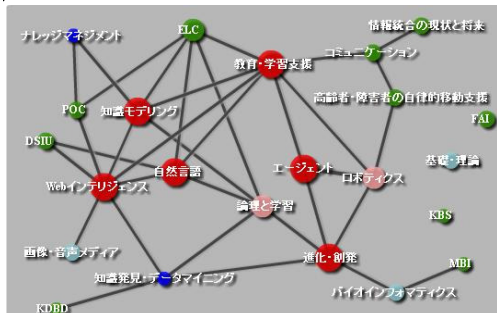 情報統合の現状と将来
ELC
ナレッジマネジメント
コミュニケーション
教育・学習支援
高齢者・障害者の自律的移動支援
POC
知識モデリング
FAI
DSIU
基礎・理論
自然言語
エージェント
ロボティクス
Webインテリジェンス
論理と学習
KBS
画像・音声メディア
進化・創発
MBI
知識発見・データマイニング
バイオインフォマティクス
KDBD